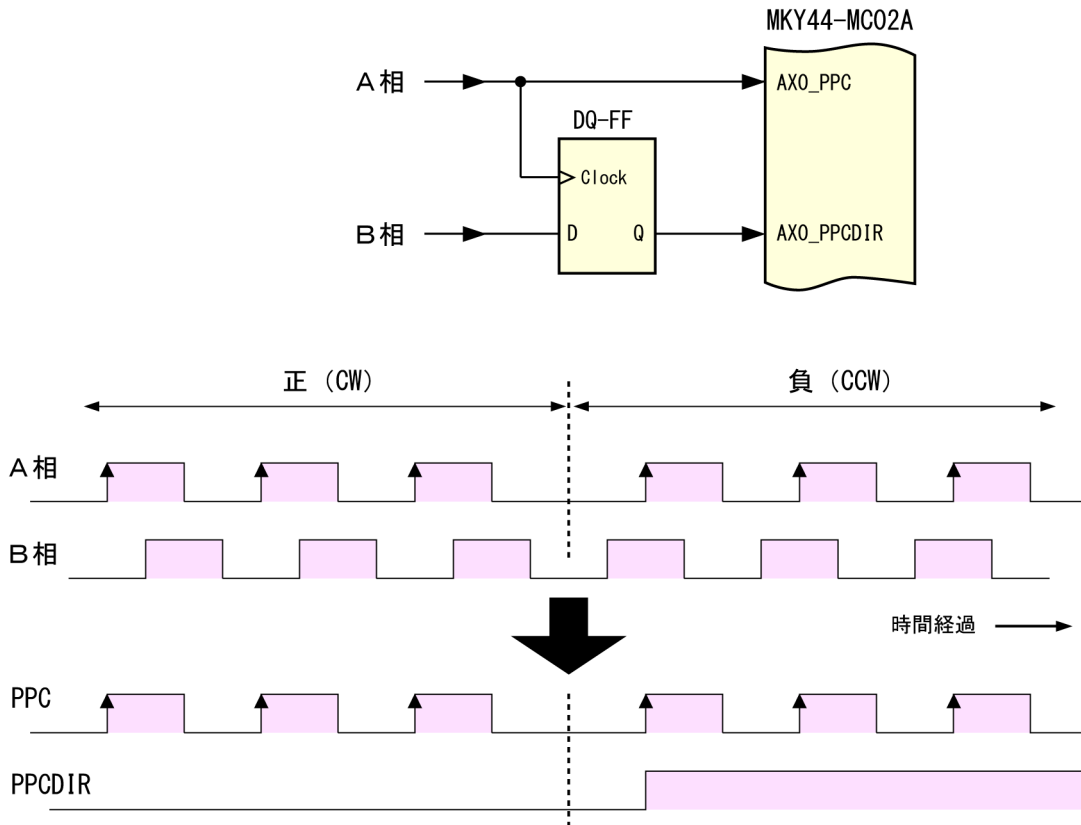 MKY44-MC02A
A相
AX0_PPC
DQ-FF
Clock
B相
D
Q
AX0_PPCDIR
正 (CW)
負 (CCW)
A相
B相
時間経過
PPC
PPCDIR